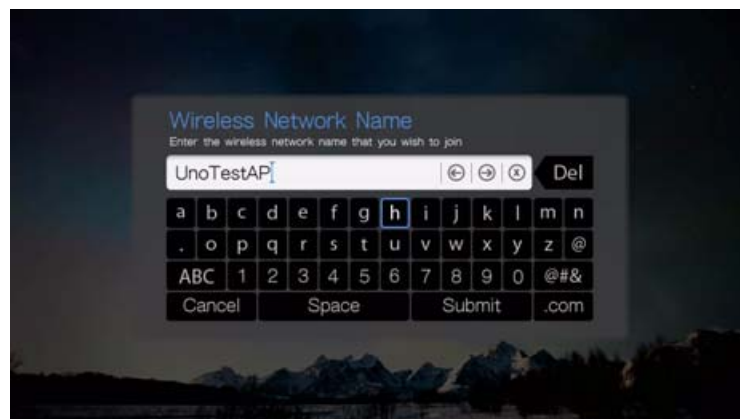 Wireless Network Name
Enter the wireless network name that you wish to join
UnoTestAP Del
a b c d e f g h i j k l m n
. o p q r s t u v w x y z @
ABC 1 2 3 4 5 6 7 8 9 0 @#&
Cancel Space Submit .com